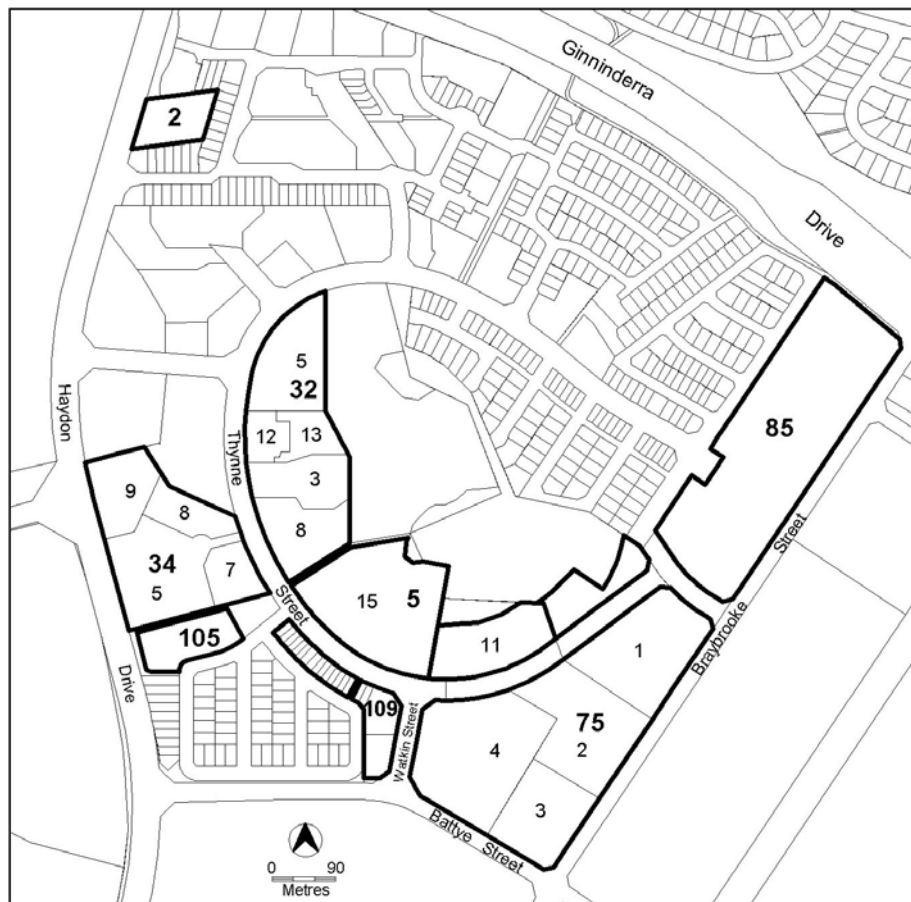 Ginninderra
Drive
2
5
32
12
13
3
8
Thynne
Street
Haydon
Drive
9
8
34
5
7
105
15
5
11
109
Watkin Street
85
Braybrooke
Street
1
75
2
4
3
Battye
Street
0 90
Metres